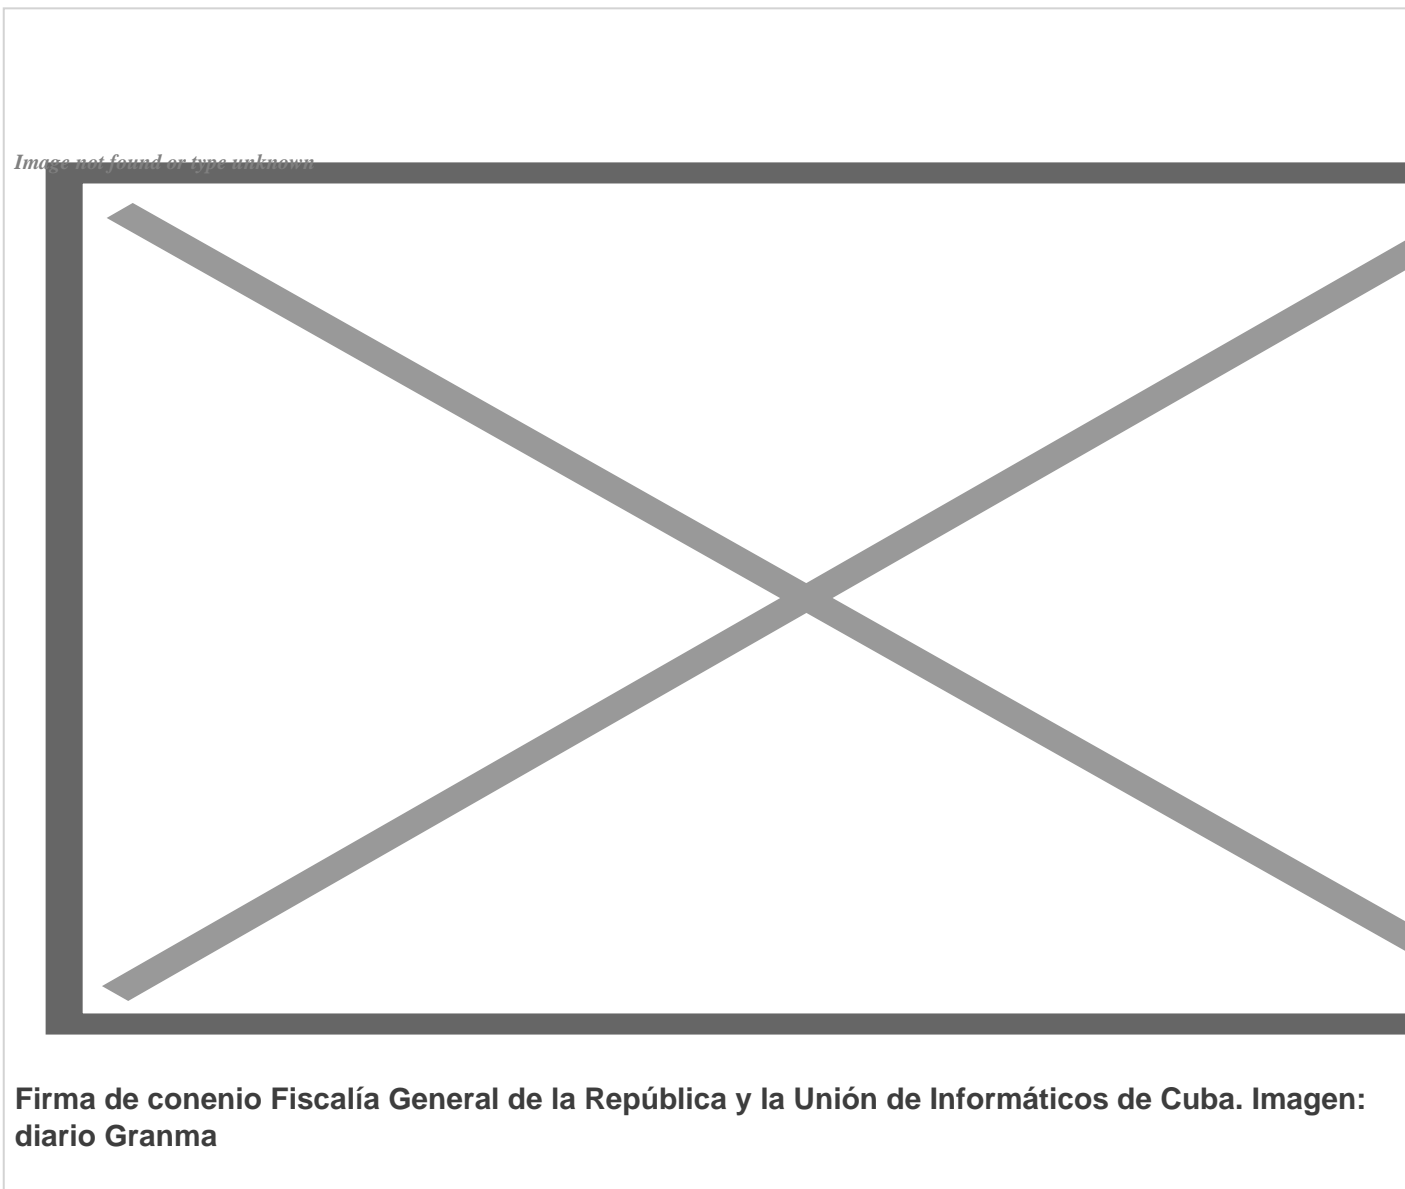 Image not found or type unknown
Firma de conenio Fiscalía General de la República y la Unión de Informáticos de Cuba. Imagen:
diario Granma